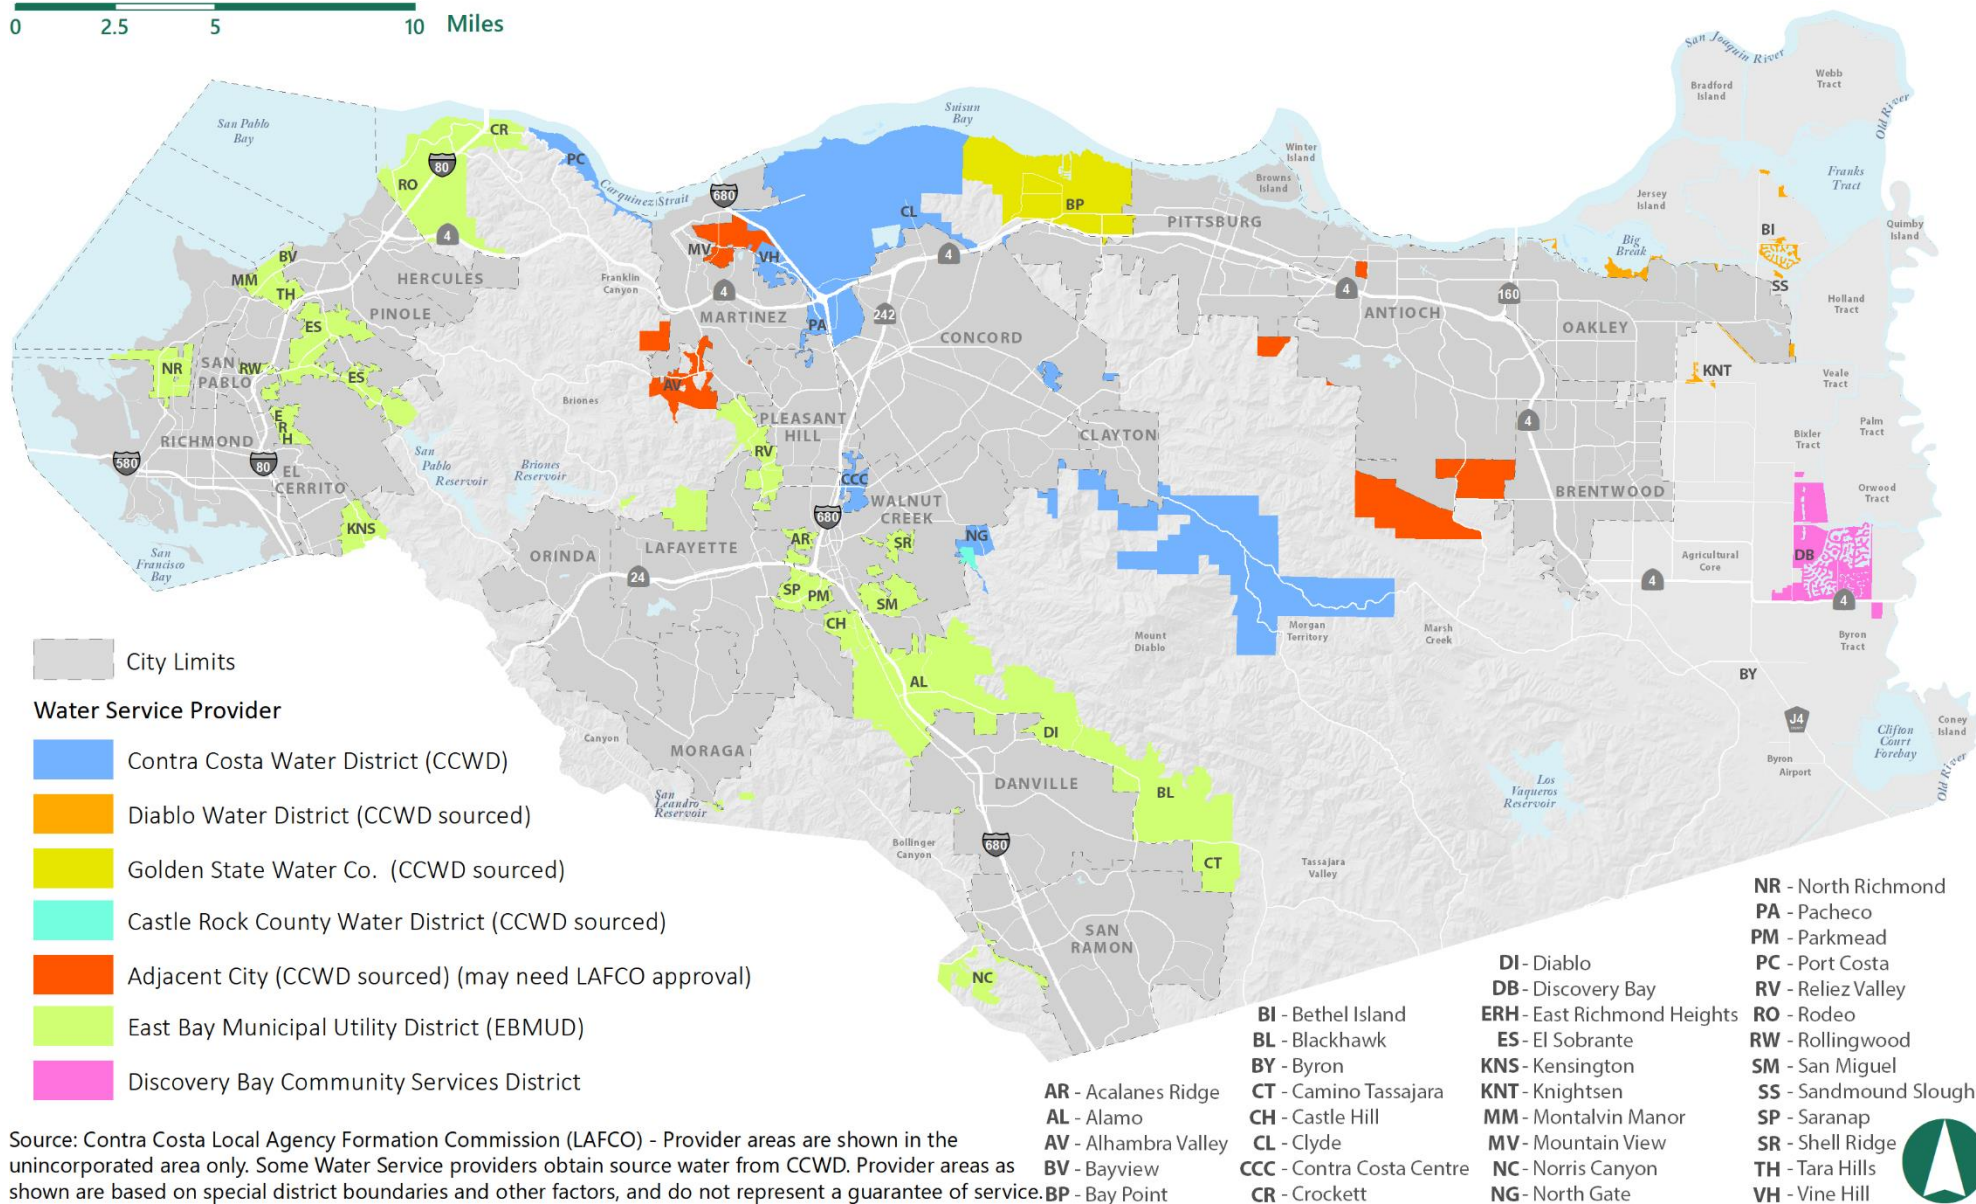 0 2.5 5 10 Miles
San Joaquin River
Bradford
Island
Webb
Tract
Old River
San Pablo
Bay
CR
80
RO
PC
Carquinez Strait
680
Suisun
Bay
Winter
Island
Browns
Island
Jersey
Island
Franks
Tract
Quimby
Island
BI
Big
Break
SS
Holland
Tract
4
HERCULES
BV
MM
TH
PINOLE
ES
Franklin
Canyon
MV
VH
4
MARTINEZ
PA
CL
4
BP
PITTSBURG
242
CONCORD
4
ANTIOCH
160
OAKLEY
KNT
Veale
Tract
NR
SAN
PABLO
RW
ES
E
R
H
RICHMOND
580
80
EL
CERRITO
KNS
San
Francisco
Bay
San
Pablo
Reservoir
Briones
Reservoir
Briones
AV
PLEASANT
HILL
RV
CCC
680
WALNUT
CREEK
CLAYTON
4
BRENTWOOD
Bixler
Tract
Palm
Tract
Orwood
Tract
ORINDA
LAFAYETTE
24
AR
SR
NG
SP
PM
SM
CH
AL
Mount
Diablo
Morgan
Territory
Marsh
Creek
Agricultural
Core
4
DB
4
Byron
Tract
BY
J4
Clifton
Court
Forebay
Coney
Island
Old River
Byron
Airport
Los
Vaqueros
Reservoir
Canyon
MORAGA
San
Leandro
Reservoir
DI
DANVILLE
BL
680
Bollinger
Canyon
CT
Tassajara
Valley
SAN
RAMON
NC
City Limits
Water Service Provider
Contra Costa Water District (CCWD)
Diablo Water District (CCWD sourced)
Golden State Water Co. (CCWD sourced)
Castle Rock County Water District (CCWD sourced)
Adjacent City (CCWD sourced) (may need LAFCO approval)
East Bay Municipal Utility District (EBMUD)
Discovery Bay Community Services District
Source: Contra Costa Local Agency Formation Commission (LAFCO) - Provider areas are shown in the
unincorporated area only. Some Water Service providers obtain source water from CCWD. Provider areas as
shown are based on special district boundaries and other factors, and do not represent a guarantee of service.
AR - Acalanes Ridge
AL - Alamo
AV - Alhambra Valley
BV - Bayview
BP - Bay Point
BI - Bethel Island
BL - Blackhawk
BY - Byron
CT - Camino Tassajara
CH - Castle Hill
CL - Clyde
CCC - Contra Costa Centre
CR - Crockett
DI - Diablo
DB - Discovery Bay
ERH - East Richmond Heights
ES - El Sobrante
KNS - Kensington
KNT - Knightsen
MM - Montalvin Manor
MV - Mountain View
NC - Norris Canyon
NG - North Gate
NR - North Richmond
PA - Pacheco
PM - Parkmead
PC - Port Costa
RV - Reliez Valley
RO - Rodeo
RW - Rollingwood
SM - San Miguel
SS - Sandmound Slough
SP - Saranap
SR - Shell Ridge
TH - Tara Hills
VH - Vine Hill